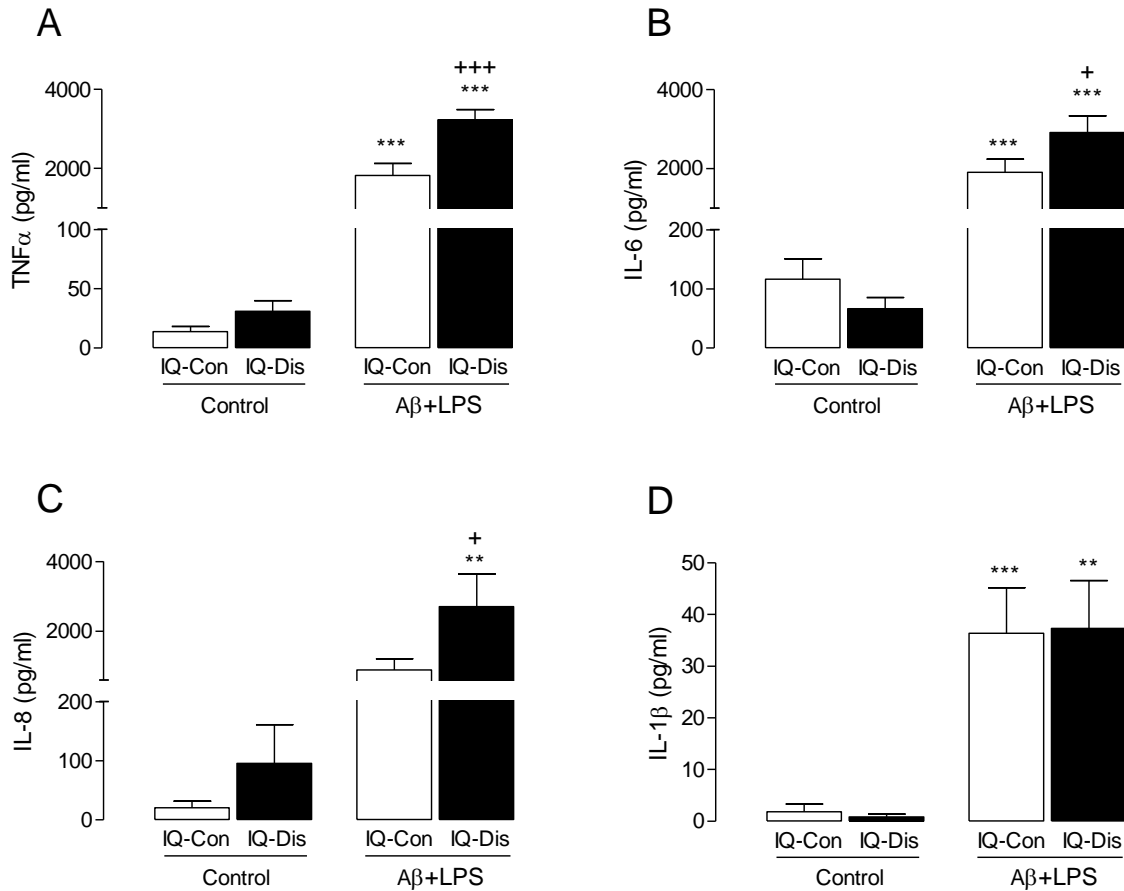 A
TNFα (pg/ml)
4000
2000
100
50
0
***
+++
***
IQ-Con IQ-Dis IQ-Con IQ-Dis
Control Aβ+LPS
B
IL-6 (pg/ml)
4000
2000
200
100
0
***
+
***
IQ-Con IQ-Dis IQ-Con IQ-Dis
Control Aβ+LPS
C
IL-8 (pg/ml)
4000
2000
200
100
0
+
**
IQ-Con IQ-Dis IQ-Con IQ-Dis
Control Aβ+LPS
D
IL-1β (pg/ml)
50
40
30
20
10
0
***
**
IQ-Con IQ-Dis IQ-Con IQ-Dis
Control Aβ+LPS